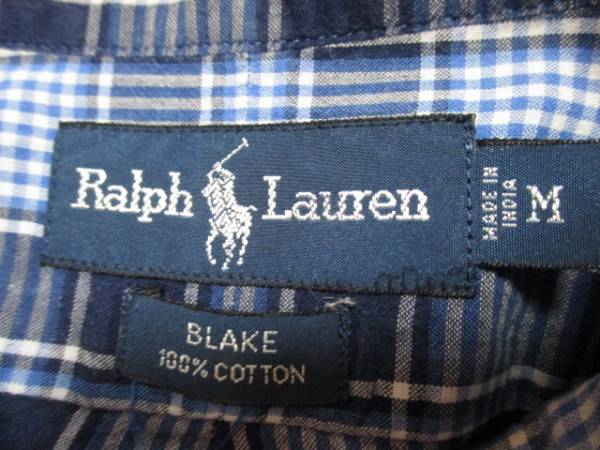 Ralph Lauren
MADE IN
INDIA
M
BLAKE
100% COTTON